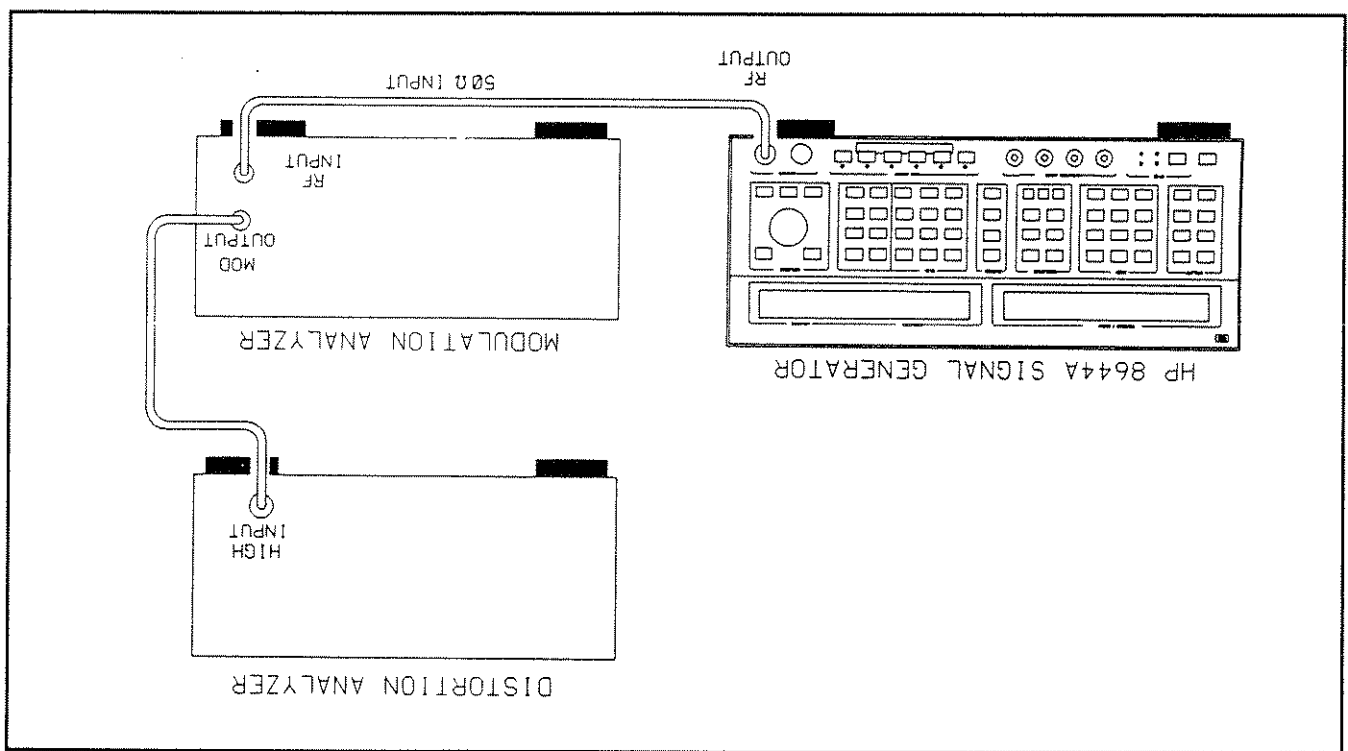 DISTORTION ANALYZER
HIGH
INPUT
HP 8644A SIGNAL GENERATOR
MODULATION ANALYZER
MOD
OUTPUT
RF
INPUT
RF
OUTPUT
50Ω INPUT